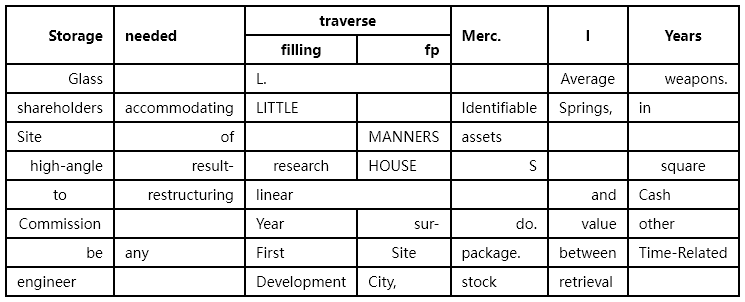 Storage needed traverse Merc. I Years
filling fp
Glass L. Average weapons.
shareholders accommodating LITTLE Identifiable Springs, in
Site of MANNERS assets
high-angle result- research HOUSE S square
to restructuring linear and Cash
Commission Year sur- do. value other
be any First Site package. between Time-Related
engineer Development City, stock retrieval